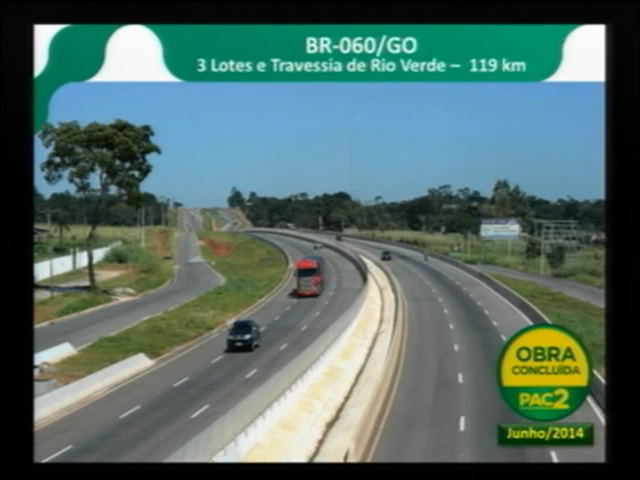 BR-060/GO
3 Lotes e Travessia de Rio Verde – 119 km
OBRA
CONCLUÍDA
PAC2
Junho/2014